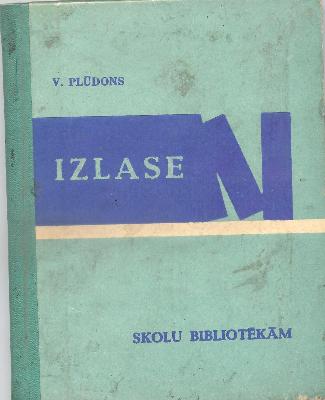 V. PLŪDONS
IZLASE
SKOLU BIBLIOTĒKĀM